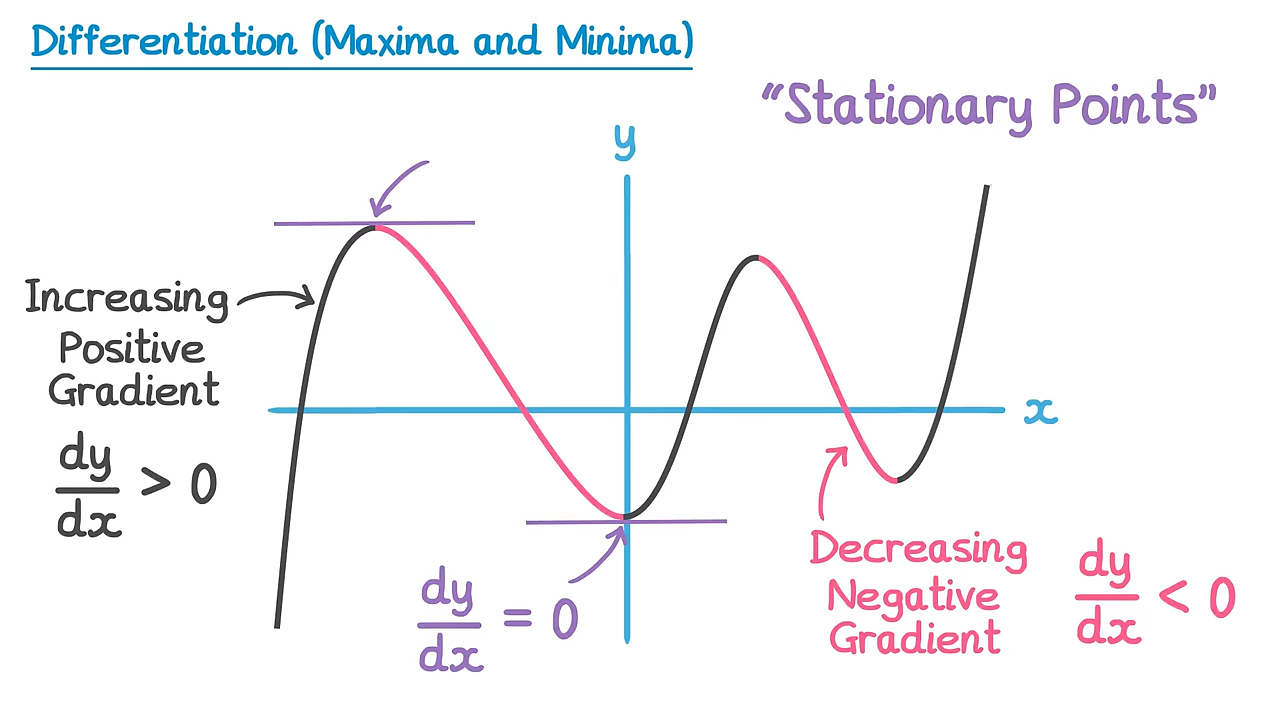 Differentiation (Maxima and Minima)
“Stationary Points”
y
Increasing
Positive
Gradient
dy
dx
> 0
x
dy
dx
= 0
Decreasing
Negative
Gradient
dy
dx
< 0